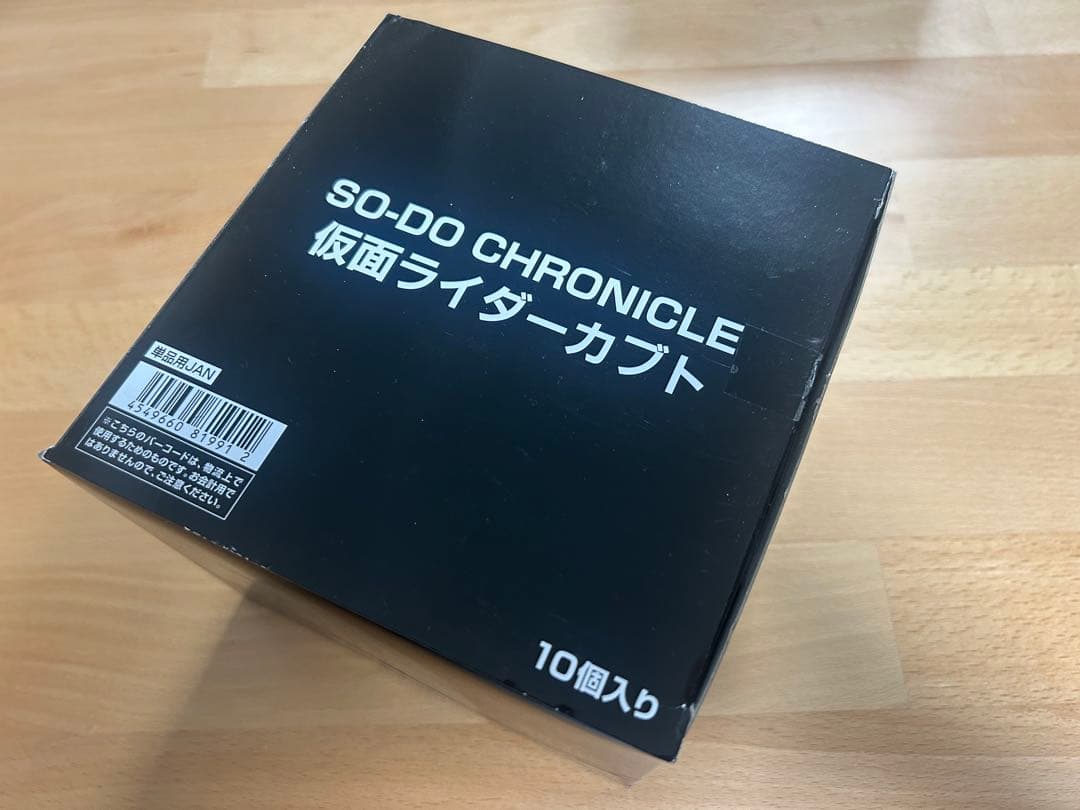 SO-DO CHRONICLE
仮面ライダーカブト
単品用JAN
4549660 81991 2
※こちらのバーコードは、物流上で
使用するためのものです。お会計用で
はありませんので、ご注意ください。
10個入り